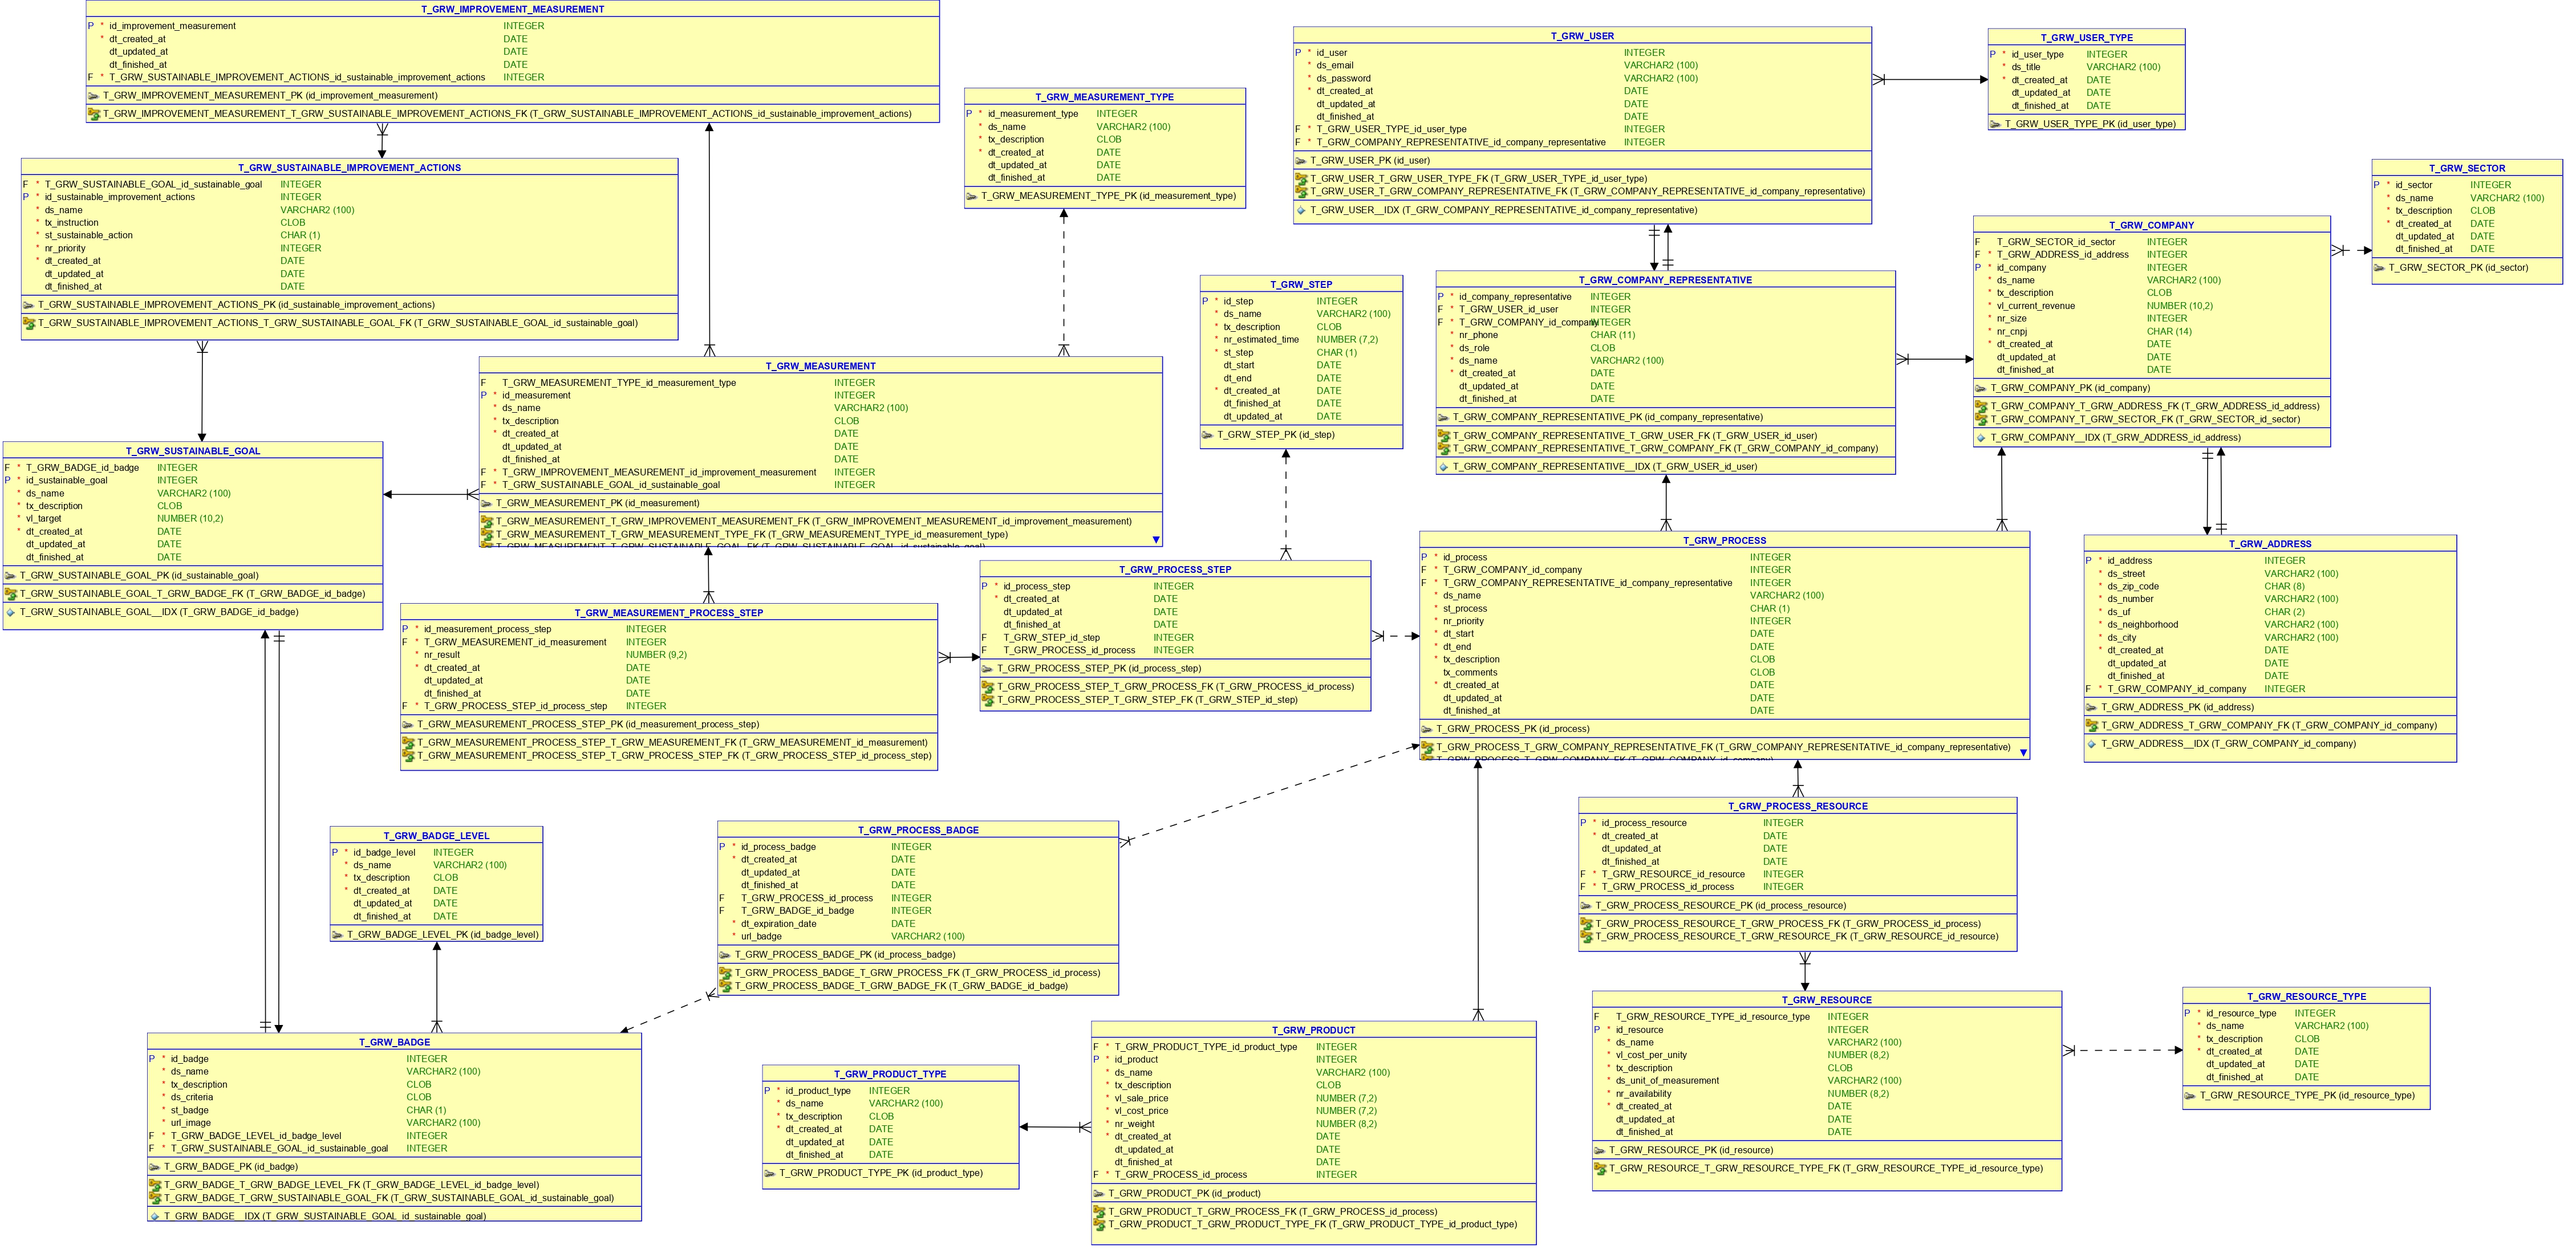 T_GRW_IMPROVEMENT_MEASUREMENT
P * id_improvement_measurement INTEGER
* dt_created_at DATE
dt_updated_at DATE
dt_finished_at DATE
F * T_GRW_SUSTAINABLE_IMPROVEMENT_ACTIONS_id_sustainable_improvement_actions INTEGER
T_GRW_IMPROVEMENT_MEASUREMENT_PK (id_improvement_measurement)
T_GRW_IMPROVEMENT_MEASUREMENT_T_GRW_SUSTAINABLE_IMPROVEMENT_ACTIONS_FK (T_GRW_SUSTAINABLE_IMPROVEMENT_ACTIONS_id_sustainable_improvement_actions)
T_GRW_USER
P * id_user INTEGER
* ds_email VARCHAR2 (100)
* ds_password VARCHAR2 (100)
* dt_created_at DATE
dt_updated_at DATE
dt_finished_at DATE
F * T_GRW_USER_TYPE_id_user_type INTEGER
F * T_GRW_COMPANY_REPRESENTATIVE_id_company_representative INTEGER
T_GRW_USER_PK (id_user)
T_GRW_USER_T_GRW_USER_TYPE_FK (T_GRW_USER_TYPE_id_user_type)
T_GRW_USER_T_GRW_COMPANY_REPRESENTATIVE_FK (T_GRW_COMPANY_REPRESENTATIVE_id_company_representative)
T_GRW_USER__IDX (T_GRW_COMPANY_REPRESENTATIVE_id_company_representative)
T_GRW_USER_TYPE
P * id_user_type INTEGER
* ds_title VARCHAR2 (100)
* dt_created_at DATE
dt_updated_at DATE
dt_finished_at DATE
T_GRW_USER_TYPE_PK (id_user_type)
T_GRW_MEASUREMENT_TYPE
P * id_measurement_type INTEGER
* ds_name VARCHAR2 (100)
* tx_description CLOB
* dt_created_at DATE
dt_updated_at DATE
dt_finished_at DATE
T_GRW_MEASUREMENT_TYPE_PK (id_measurement_type)
T_GRW_SUSTAINABLE_IMPROVEMENT_ACTIONS
F * T_GRW_SUSTAINABLE_GOAL_id_sustainable_goal INTEGER
P * id_sustainable_improvement_actions INTEGER
* ds_name VARCHAR2 (100)
* tx_instruction CLOB
* st_sustainable_action CHAR (1)
* nr_priority INTEGER
* dt_created_at DATE
dt_updated_at DATE
dt_finished_at DATE
T_GRW_SUSTAINABLE_IMPROVEMENT_ACTIONS_PK (id_sustainable_improvement_actions)
T_GRW_SUSTAINABLE_IMPROVEMENT_ACTIONS_T_GRW_SUSTAINABLE_GOAL_FK (T_GRW_SUSTAINABLE_GOAL_id_sustainable_goal)
T_GRW_SECTOR
P * id_sector INTEGER
* ds_name VARCHAR2 (100)
* tx_description CLOB
* dt_created_at DATE
dt_updated_at DATE
dt_finished_at DATE
T_GRW_SECTOR_PK (id_sector)
T_GRW_COMPANY
F T_GRW_SECTOR_id_sector INTEGER
F * T_GRW_ADDRESS_id_address INTEGER
P * id_company INTEGER
* ds_name VARCHAR2 (100)
* tx_description CLOB
* vl_current_revenue NUMBER (10,2)
* nr_size INTEGER
* nr_cnpj CHAR (14)
* dt_created_at DATE
dt_updated_at DATE
dt_finished_at DATE
T_GRW_COMPANY_PK (id_company)
T_GRW_COMPANY_T_GRW_ADDRESS_FK (T_GRW_ADDRESS_id_address)
T_GRW_COMPANY_T_GRW_SECTOR_FK (T_GRW_SECTOR_id_sector)
T_GRW_COMPANY__IDX (T_GRW_ADDRESS_id_address)
T_GRW_STEP
P * id_step INTEGER
* ds_name VARCHAR2 (100)
* tx_description CLOB
* nr_estimated_time NUMBER (7,2)
* st_step CHAR (1)
dt_start DATE
dt_end DATE
* dt_created_at DATE
dt_finished_at DATE
dt_updated_at DATE
T_GRW_STEP_PK (id_step)
T_GRW_COMPANY_REPRESENTATIVE
P * id_company_representative INTEGER
F * T_GRW_USER_id_user INTEGER
F * T_GRW_COMPANY_id_company INTEGER
* nr_phone CHAR (11)
* ds_role CLOB
* ds_name VARCHAR2 (100)
* dt_created_at DATE
dt_updated_at DATE
dt_finished_at DATE
T_GRW_COMPANY_REPRESENTATIVE_PK (id_company_representative)
T_GRW_COMPANY_REPRESENTATIVE_T_GRW_USER_FK (T_GRW_USER_id_user)
T_GRW_COMPANY_REPRESENTATIVE_T_GRW_COMPANY_FK (T_GRW_COMPANY_id_company)
T_GRW_COMPANY_REPRESENTATIVE__IDX (T_GRW_USER_id_user)
T_GRW_MEASUREMENT
F T_GRW_MEASUREMENT_TYPE_id_measurement_type INTEGER
P * id_measurement INTEGER
* ds_name VARCHAR2 (100)
* tx_description CLOB
* dt_created_at DATE
dt_updated_at DATE
dt_finished_at DATE
F * T_GRW_IMPROVEMENT_MEASUREMENT_id_improvement_measurement INTEGER
F * T_GRW_SUSTAINABLE_GOAL_id_sustainable_goal INTEGER
T_GRW_MEASUREMENT_PK (id_measurement)
T_GRW_MEASUREMENT_T_GRW_IMPROVEMENT_MEASUREMENT_FK (T_GRW_IMPROVEMENT_MEASUREMENT_id_improvement_measurement)
T_GRW_MEASUREMENT_T_GRW_MEASUREMENT_TYPE_FK (T_GRW_MEASUREMENT_TYPE_id_measurement_type)
T_GRW_MEASUREMENT_T_GRW_SUSTAINABLE_GOAL_FK (T_GRW_SUSTAINABLE_GOAL_id_sustainable_goal)
T_GRW_SUSTAINABLE_GOAL
F * T_GRW_BADGE_id_badge INTEGER
P * id_sustainable_goal INTEGER
* ds_name VARCHAR2 (100)
* tx_description CLOB
* vl_target NUMBER (10,2)
* dt_created_at DATE
dt_updated_at DATE
dt_finished_at DATE
T_GRW_SUSTAINABLE_GOAL_PK (id_sustainable_goal)
T_GRW_SUSTAINABLE_GOAL_T_GRW_BADGE_FK (T_GRW_BADGE_id_badge)
T_GRW_SUSTAINABLE_GOAL__IDX (T_GRW_BADGE_id_badge)
T_GRW_PROCESS
P * id_process INTEGER
F * T_GRW_COMPANY_id_company INTEGER
F * T_GRW_COMPANY_REPRESENTATIVE_id_company_representative INTEGER
* ds_name VARCHAR2 (100)
* st_process CHAR (1)
* nr_priority INTEGER
* dt_start DATE
* dt_end DATE
* tx_description CLOB
tx_comments CLOB
* dt_created_at DATE
dt_updated_at DATE
dt_finished_at DATE
T_GRW_PROCESS_PK (id_process)
T_GRW_PROCESS_T_GRW_COMPANY_REPRESENTATIVE_FK (T_GRW_COMPANY_REPRESENTATIVE_id_company_representative)
T_GRW_PROCESS_T_GRW_COMPANY_FK (T_GRW_COMPANY_id_company)
T_GRW_ADDRESS
P * id_address INTEGER
* ds_street VARCHAR2 (100)
* ds_zip_code CHAR (8)
* ds_number VARCHAR2 (100)
* ds_uf CHAR (2)
* ds_neighborhood VARCHAR2 (100)
* ds_city VARCHAR2 (100)
* dt_created_at DATE
dt_updated_at DATE
dt_finished_at DATE
F * T_GRW_COMPANY_id_company INTEGER
T_GRW_ADDRESS_PK (id_address)
T_GRW_ADDRESS_T_GRW_COMPANY_FK (T_GRW_COMPANY_id_company)
T_GRW_ADDRESS__IDX (T_GRW_COMPANY_id_company)
T_GRW_PROCESS_STEP
P * id_process_step INTEGER
* dt_created_at DATE
dt_updated_at DATE
dt_finished_at DATE
F T_GRW_STEP_id_step INTEGER
F T_GRW_PROCESS_id_process INTEGER
T_GRW_PROCESS_STEP_PK (id_process_step)
T_GRW_PROCESS_STEP_T_GRW_PROCESS_FK (T_GRW_PROCESS_id_process)
T_GRW_PROCESS_STEP_T_GRW_STEP_FK (T_GRW_STEP_id_step)
T_GRW_MEASUREMENT_PROCESS_STEP
P * id_measurement_process_step INTEGER
F * T_GRW_MEASUREMENT_id_measurement INTEGER
* nr_result NUMBER (9,2)
* dt_created_at DATE
dt_updated_at DATE
dt_finished_at DATE
F * T_GRW_PROCESS_STEP_id_process_step INTEGER
T_GRW_MEASUREMENT_PROCESS_STEP_PK (id_measurement_process_step)
T_GRW_MEASUREMENT_PROCESS_STEP_T_GRW_MEASUREMENT_FK (T_GRW_MEASUREMENT_id_measurement)
T_GRW_MEASUREMENT_PROCESS_STEP_T_GRW_PROCESS_STEP_FK (T_GRW_PROCESS_STEP_id_process_step)
T_GRW_PROCESS_RESOURCE
P * id_process_resource INTEGER
* dt_created_at DATE
dt_updated_at DATE
dt_finished_at DATE
F * T_GRW_RESOURCE_id_resource INTEGER
F * T_GRW_PROCESS_id_process INTEGER
T_GRW_PROCESS_RESOURCE_PK (id_process_resource)
T_GRW_PROCESS_RESOURCE_T_GRW_PROCESS_FK (T_GRW_PROCESS_id_process)
T_GRW_PROCESS_RESOURCE_T_GRW_RESOURCE_FK (T_GRW_RESOURCE_id_resource)
T_GRW_BADGE_LEVEL
P * id_badge_level INTEGER
* ds_name VARCHAR2 (100)
* tx_description CLOB
* dt_created_at DATE
dt_updated_at DATE
dt_finished_at DATE
T_GRW_BADGE_LEVEL_PK (id_badge_level)
T_GRW_PROCESS_BADGE
P * id_process_badge INTEGER
* dt_created_at DATE
dt_updated_at DATE
dt_finished_at DATE
F T_GRW_PROCESS_id_process INTEGER
F T_GRW_BADGE_id_badge INTEGER
* dt_expiration_date DATE
* url_badge VARCHAR2 (100)
T_GRW_PROCESS_BADGE_PK (id_process_badge)
T_GRW_PROCESS_BADGE_T_GRW_PROCESS_FK (T_GRW_PROCESS_id_process)
T_GRW_PROCESS_BADGE_T_GRW_BADGE_FK (T_GRW_BADGE_id_badge)
T_GRW_RESOURCE
F T_GRW_RESOURCE_TYPE_id_resource_type INTEGER
P * id_resource INTEGER
* ds_name VARCHAR2 (100)
* vl_cost_per_unity NUMBER (8,2)
* tx_description CLOB
* ds_unit_of_measurement VARCHAR2 (100)
* nr_availability NUMBER (8,2)
* dt_created_at DATE
dt_updated_at DATE
dt_finished_at DATE
T_GRW_RESOURCE_PK (id_resource)
T_GRW_RESOURCE_T_GRW_RESOURCE_TYPE_FK (T_GRW_RESOURCE_TYPE_id_resource_type)
T_GRW_RESOURCE_TYPE
P * id_resource_type INTEGER
* ds_name VARCHAR2 (100)
* tx_description CLOB
* dt_created_at DATE
dt_updated_at DATE
dt_finished_at DATE
T_GRW_RESOURCE_TYPE_PK (id_resource_type)
T_GRW_BADGE
P * id_badge INTEGER
* ds_name VARCHAR2 (100)
* tx_description CLOB
* ds_criteria CLOB
* st_badge CHAR (1)
* url_image VARCHAR2 (100)
F * T_GRW_BADGE_LEVEL_id_badge_level INTEGER
F * T_GRW_SUSTAINABLE_GOAL_id_sustainable_goal INTEGER
T_GRW_BADGE_PK (id_badge)
T_GRW_BADGE_T_GRW_BADGE_LEVEL_FK (T_GRW_BADGE_LEVEL_id_badge_level)
T_GRW_BADGE_T_GRW_SUSTAINABLE_GOAL_FK (T_GRW_SUSTAINABLE_GOAL_id_sustainable_goal)
T_GRW_BADGE__IDX (T_GRW_SUSTAINABLE_GOAL_id_sustainable_goal)
T_GRW_PRODUCT_TYPE
P * id_product_type INTEGER
* ds_name VARCHAR2 (100)
* tx_description CLOB
* dt_created_at DATE
dt_updated_at DATE
dt_finished_at DATE
T_GRW_PRODUCT_TYPE_PK (id_product_type)
T_GRW_PRODUCT
F * T_GRW_PRODUCT_TYPE_id_product_type INTEGER
P * id_product INTEGER
* ds_name VARCHAR2 (100)
* tx_description CLOB
* vl_sale_price NUMBER (7,2)
* vl_cost_price NUMBER (7,2)
* nr_weight NUMBER (8,2)
* dt_created_at DATE
dt_updated_at DATE
dt_finished_at DATE
F * T_GRW_PROCESS_id_process INTEGER
T_GRW_PRODUCT_PK (id_product)
T_GRW_PRODUCT_T_GRW_PROCESS_FK (T_GRW_PROCESS_id_process)
T_GRW_PRODUCT_T_GRW_PRODUCT_TYPE_FK (T_GRW_PRODUCT_TYPE_id_product_type)